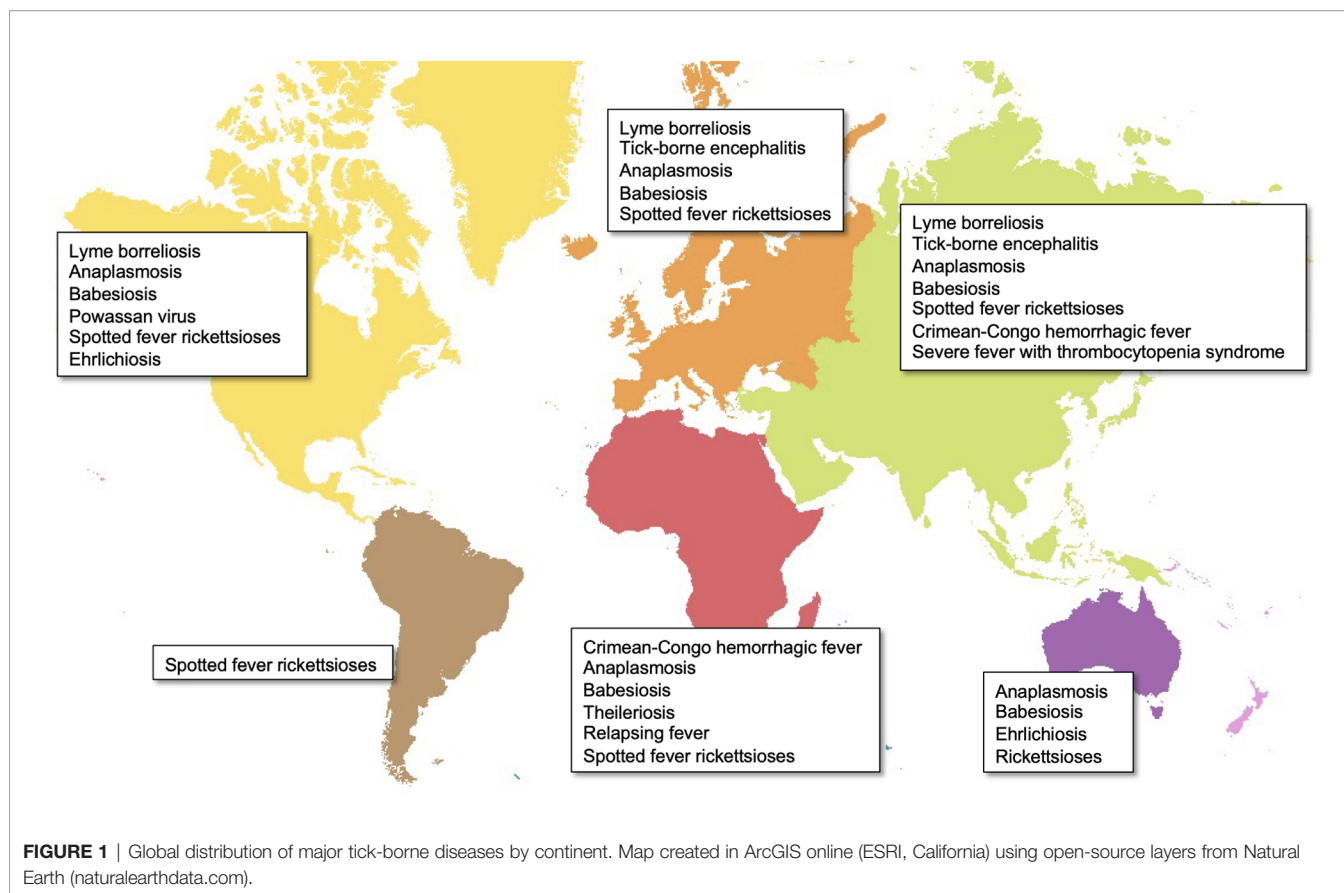 Lyme borreliosis
Tick-borne encephalitis
Anaplasmosis
Babesiosis
Spotted fever rickettsioses
Lyme borreliosis
Tick-borne encephalitis
Anaplasmosis
Babesiosis
Spotted fever rickettsioses
Crimean-Congo hemorrhagic fever
Severe fever with thrombocytopenia syndrome
Lyme borreliosis
Anaplasmosis
Babesiosis
Powassan virus
Spotted fever rickettsioses
Ehrlichiosis
Spotted fever rickettsioses
Crimean-Congo hemorrhagic fever
Anaplasmosis
Babesiosis
Theileriosis
Relapsing fever
Spotted fever rickettsioses
Anaplasmosis
Babesiosis
Ehrlichiosis
Rickettsioses
FIGURE 1 | Global distribution of major tick-borne diseases by continent. Map created in ArcGIS online (ESRI, California) using open-source layers from Natural
Earth (naturalearthdata.com).